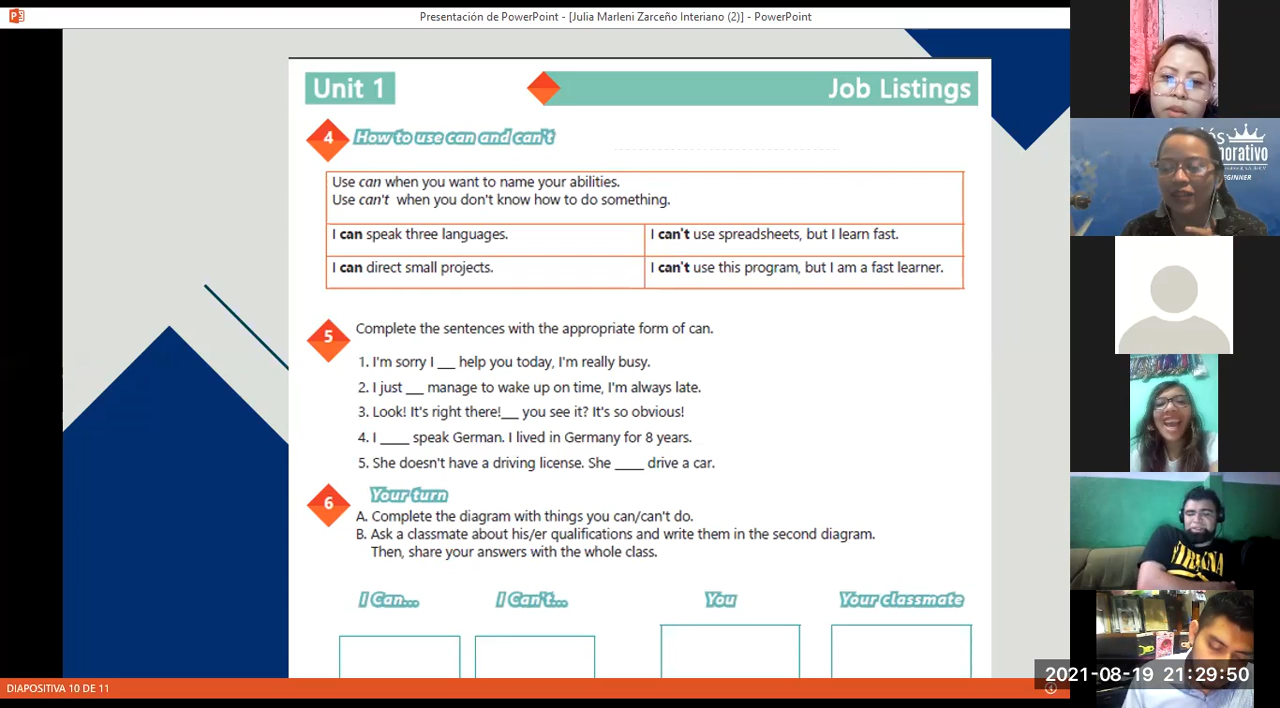 Presentación de PowerPoint - [Julia Marleni Zarceño Interiano (2)] - PowerPoint
Unit 1
Job Listings
4 How to use can and can't
Use can when you want to name your abilities.
Use can't when you don't know how to do something.
I can speak three languages.
I can't use spreadsheets, but I learn fast.
I can direct small projects.
I can't use this program, but I am a fast learner.
5 Complete the sentences with the appropriate form of can.
1. I'm sorry I ___ help you today, I'm really busy.
2. I just ___ manage to wake up on time, I'm always late.
3. Look! It's right there!___ you see it? It's so obvious!
4. I ____ speak German. I lived in Germany for 8 years.
5. She doesn't have a driving license. She ____ drive a car.
6 Your turn
A. Complete the diagram with things you can/can't do.
B. Ask a classmate about his/er qualifications and write them in the second diagram.
Then, share your answers with the whole class.
I Can...
I Can't...
You
Your classmate
NIRVANA
2021-08-19 21:29:50
DIAPOSITIVA 10 DE 11